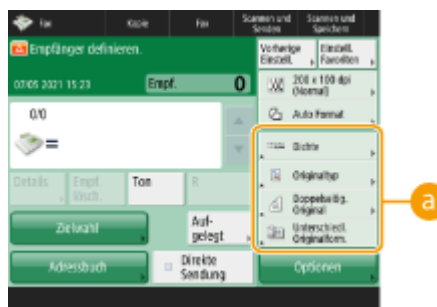 Fax
Kopie
Fax
Scannen und
Senden
Scannen und
Speichern
Empfänger definieren.
Vorherige
Einstell.
Einstell.
Favoriten
07/05 2021 15:23
Empf.
0
200 x 100 dpi
(Normal)
0/0
Auto Format
=
Dichte
Originaltyp
Details
Empf.
lösch.
Ton
R
Doppelseitig.
Original
Zielwahl
Auf-
gelegt
Unterschiedl.
Originalform.
Adressbuch
Direkte
Sendung
Optionen
a